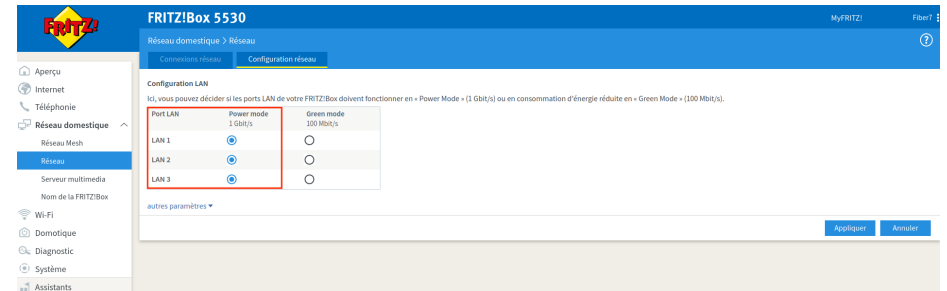 FRITZ!
FRITZ!Box 5530
MyFRITZ!
Fiber7
Réseau domestique > Réseau
?
Connexions réseau
Configuration réseau
Aperçu
Internet
Téléphonie
Réseau domestique
Réseau Mesh
Réseau
Serveur multimedia
Nom de la FRITZ!Box
Wi-Fi
Domotique
Diagnostic
Système
Assistants
Configuration LAN
Ici, vous pouvez décider si les ports LAN de votre FRITZ!Box doivent fonctionner en « Power Mode » (1 Gbit/s) ou en consommation d'énergie réduite en « Green Mode » (100 Mbit/s).
Port LAN Power mode Green mode
1 Gbit/s 100 Mbit/s
LAN 1
LAN 2
LAN 3
autres paramètres
Appliquer Annuler